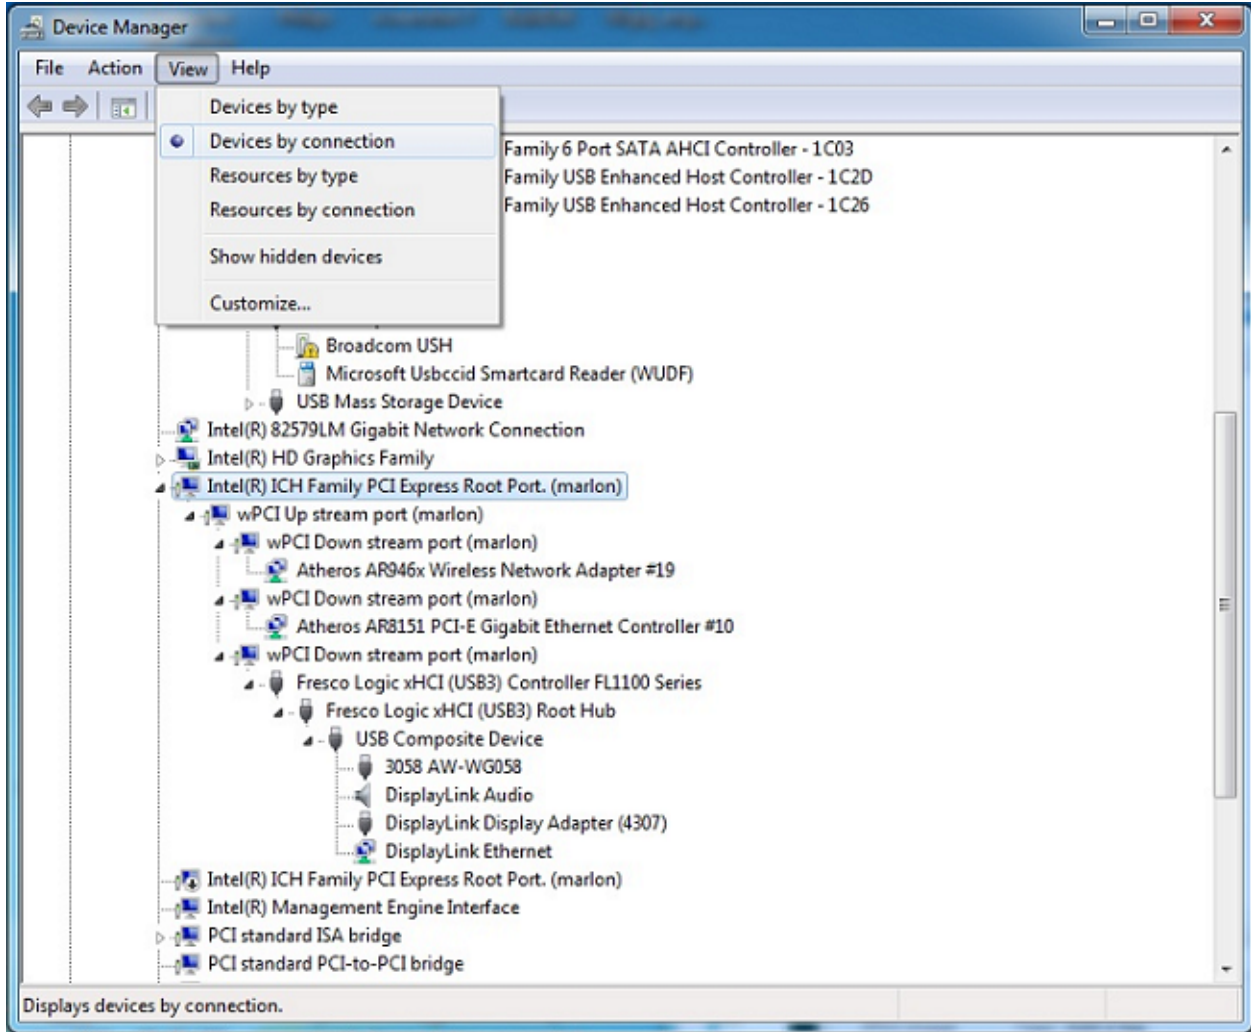 Device Manager
File Action View Help
Devices by type
Devices by connection
Resources by type
Resources by connection
Show hidden devices
Customize...
Family 6 Port SATA AHCI Controller - 1C03
Family USB Enhanced Host Controller - 1C2D
Family USB Enhanced Host Controller - 1C26
Broadcom USH
Microsoft Usbccid Smartcard Reader (WUDF)
USB Mass Storage Device
Intel(R) 82579LM Gigabit Network Connection
Intel(R) HD Graphics Family
Intel(R) ICH Family PCI Express Root Port. (marlon)
wPCI Up stream port (marlon)
wPCI Down stream port (marlon)
Atheros AR946x Wireless Network Adapter #19
wPCI Down stream port (marlon)
Atheros AR8151 PCI-E Gigabit Ethernet Controller #10
wPCI Down stream port (marlon)
Fresco Logic xHCI (USB3) Controller FL1100 Series
Fresco Logic xHCI (USB3) Root Hub
USB Composite Device
3058 AW-WG058
DisplayLink Audio
DisplayLink Display Adapter (4307)
DisplayLink Ethernet
Intel(R) ICH Family PCI Express Root Port. (marlon)
Intel(R) Management Engine Interface
PCI standard ISA bridge
PCI standard PCI-to-PCI bridge
Displays devices by connection.